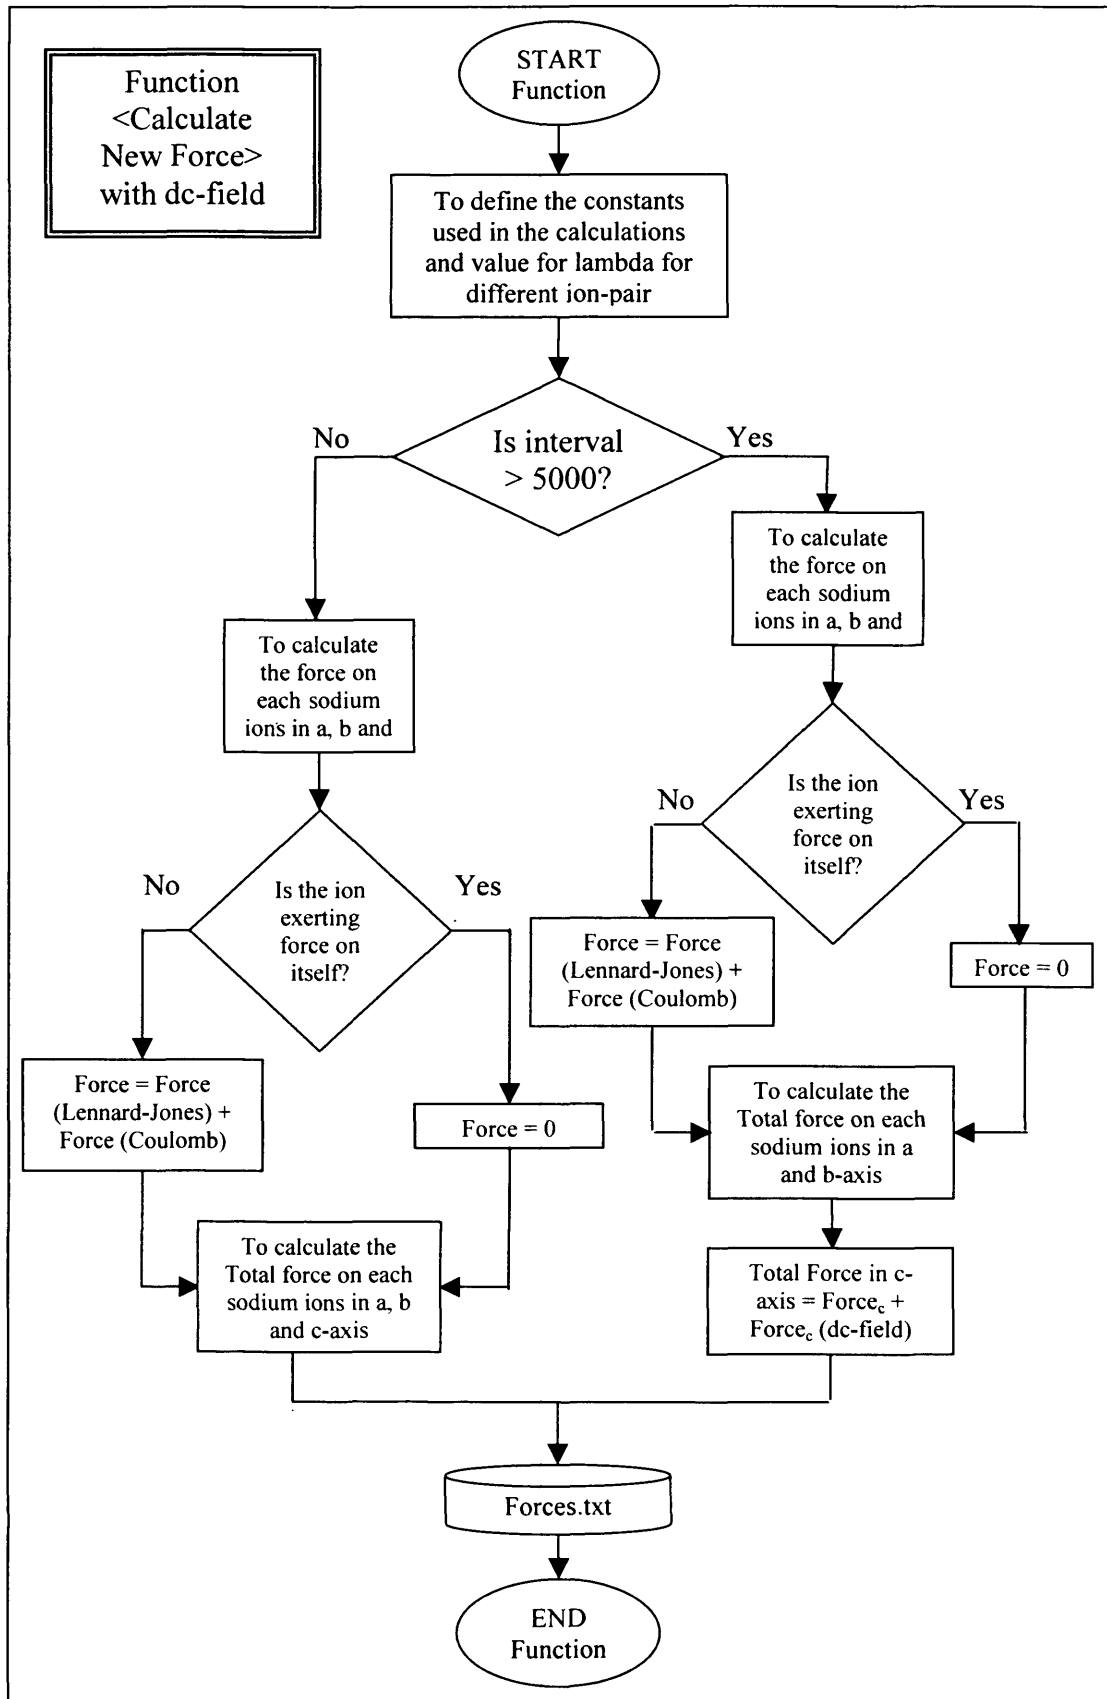 Function
<Calculate
New Force>
with dc-field
START
Function
To define the constants
used in the calculations
and value for lambda for
different ion-pair
Is interval
> 5000?
No
Yes
To calculate
the force on
each sodium
ions in a, b and
To calculate
the force on
each sodium
ions in a, b and
Is the ion
exerting
force on
itself?
No
Yes
Is the ion
exerting
force on
itself?
No
Yes
Force = Force
(Lennard-Jones) +
Force (Coulomb)
Force = 0
Force = Force
(Lennard-Jones) +
Force (Coulomb)
Force = 0
To calculate the
Total force on each
sodium ions in a
and b-axis
To calculate the
Total force on each
sodium ions in a, b
and c-axis
Total Force in c-
axis = Forcec +
Forcec (dc-field)
Forces.txt
END
Function